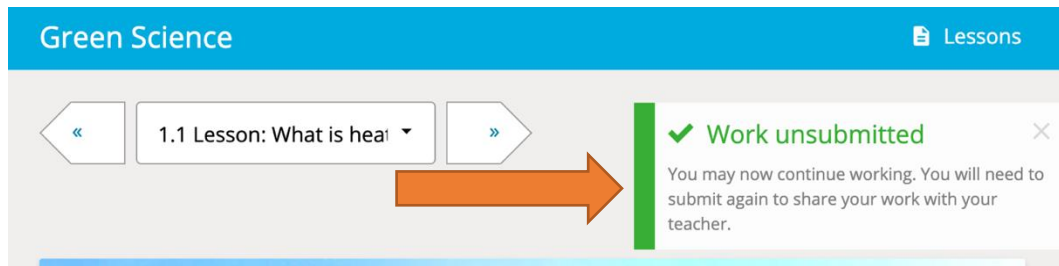 Green Science
Lessons
«
1.1 Lesson: What is heat
»
Work unsubmitted
You may now continue working. You will need to
submit again to share your work with your
teacher.